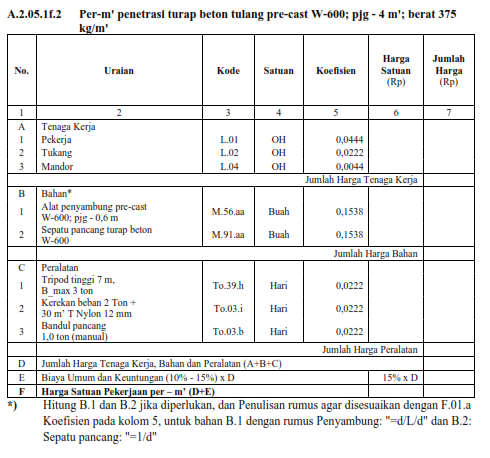 A.2.05.1f.2 Per-m' penetrasi turap beton tulang pre-cast W-600; pjg - 4 m'; berat 375
kg/m'
No. Uraian Kode Satuan Koefisien Harga Satuan (Rp) Jumlah Harga (Rp)
1 2 3 4 5 6 7
A Tenaga Kerja
1 Pekerja L.01 OH 0,0444
2 Tukang L.02 OH 0,0222
3 Mandor L.04 OH 0,0044
Jumlah Harga Tenaga Kerja
B Bahan*
1 Alat penyambung pre-cast W-600; pjg - 0,6 m M.56.aa Buah 0,1538
2 Sepatu pancang turap beton W-600 M.91.aa Buah 0,1538
Jumlah Harga Bahan
C Peralatan
1 Tripod tinggi 7 m, B_max 3 ton To.39.h Hari 0,0222
2 Kerekan beban 2 Ton + 30 m' T Nylon 12 mm To.03.i Hari 0,0222
3 Bandul pancang 1,0 ton (manual) To.03.b Hari 0,0222
Jumlah Harga Peralatan
D Jumlah Harga Tenaga Kerja, Bahan dan Peralatan (A+B+C)
E Biaya Umum dan Keuntungan (10% - 15%) x D 15% x D
F Harga Satuan Pekerjaan per – m' (D+E)
*) Hitung B.1 dan B.2 jika diperlukan, dan Penulisan rumus agar disesuaikan dengan F.01.a
Koefisien pada kolom 5, untuk bahan B.1 dengan rumus Penyambung: "=d/L/d" dan B.2:
Sepatu pancang: "=1/d"